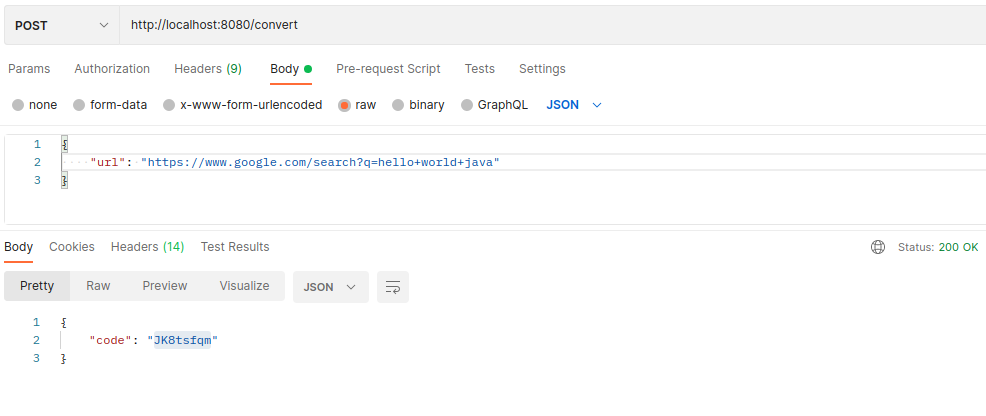 POST http://localhost:8080/convert
Params Authorization Headers (9) Body Pre-request Script Tests Settings
none form-data x-www-form-urlencoded raw binary GraphQL JSON
1 {
2 "url": "https://www.google.com/search?q=hello+world+java"
3 }
Body Cookies Headers (14) Test Results Status: 200 OK
Pretty Raw Preview Visualize JSON
1 {
2 "code": "JK8tsfqm"
3 }